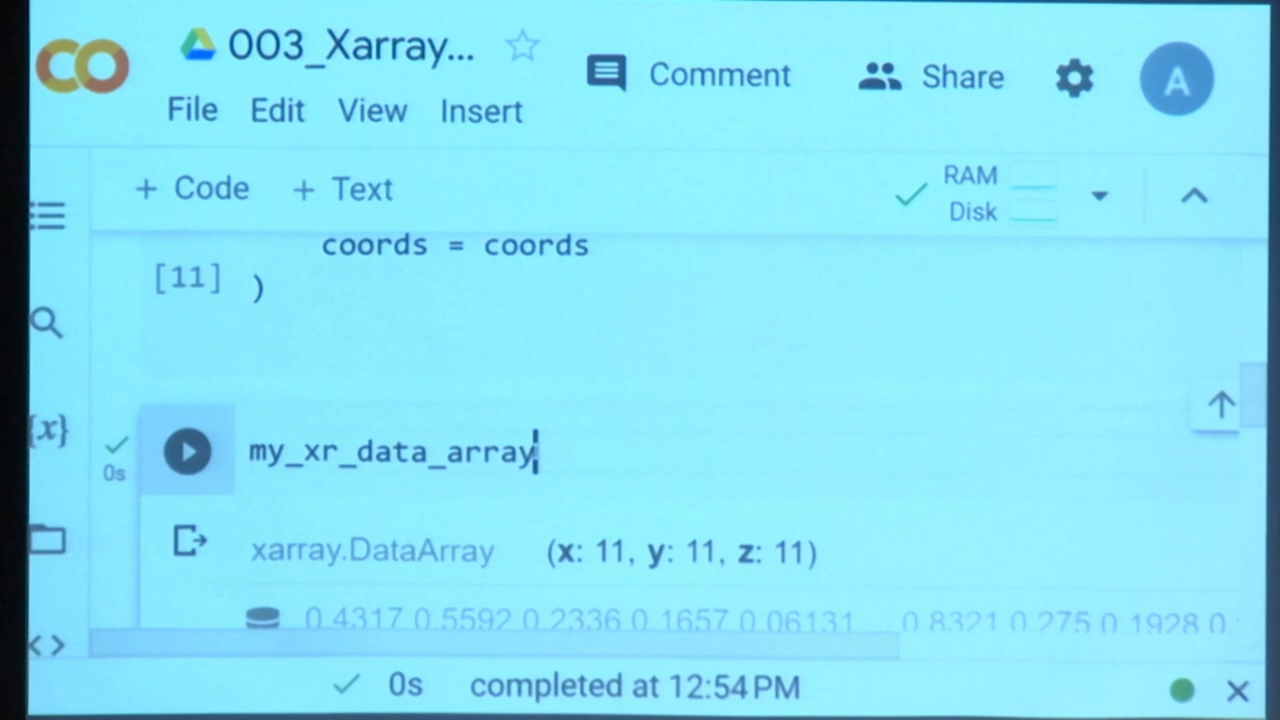 003_Xarray...
Comment
Share
A
File Edit View Insert
+ Code + Text
RAM
Disk
coords = coords
[11] )
{x}
0s
my_xr_data_array
xarray.DataArray (x: 11, y: 11, z: 11)
0.4317 0.5592 0.2336 0.1657 0.06131 ... 0.8321 0.275 0.1928 0.
0s completed at 12:54 PM